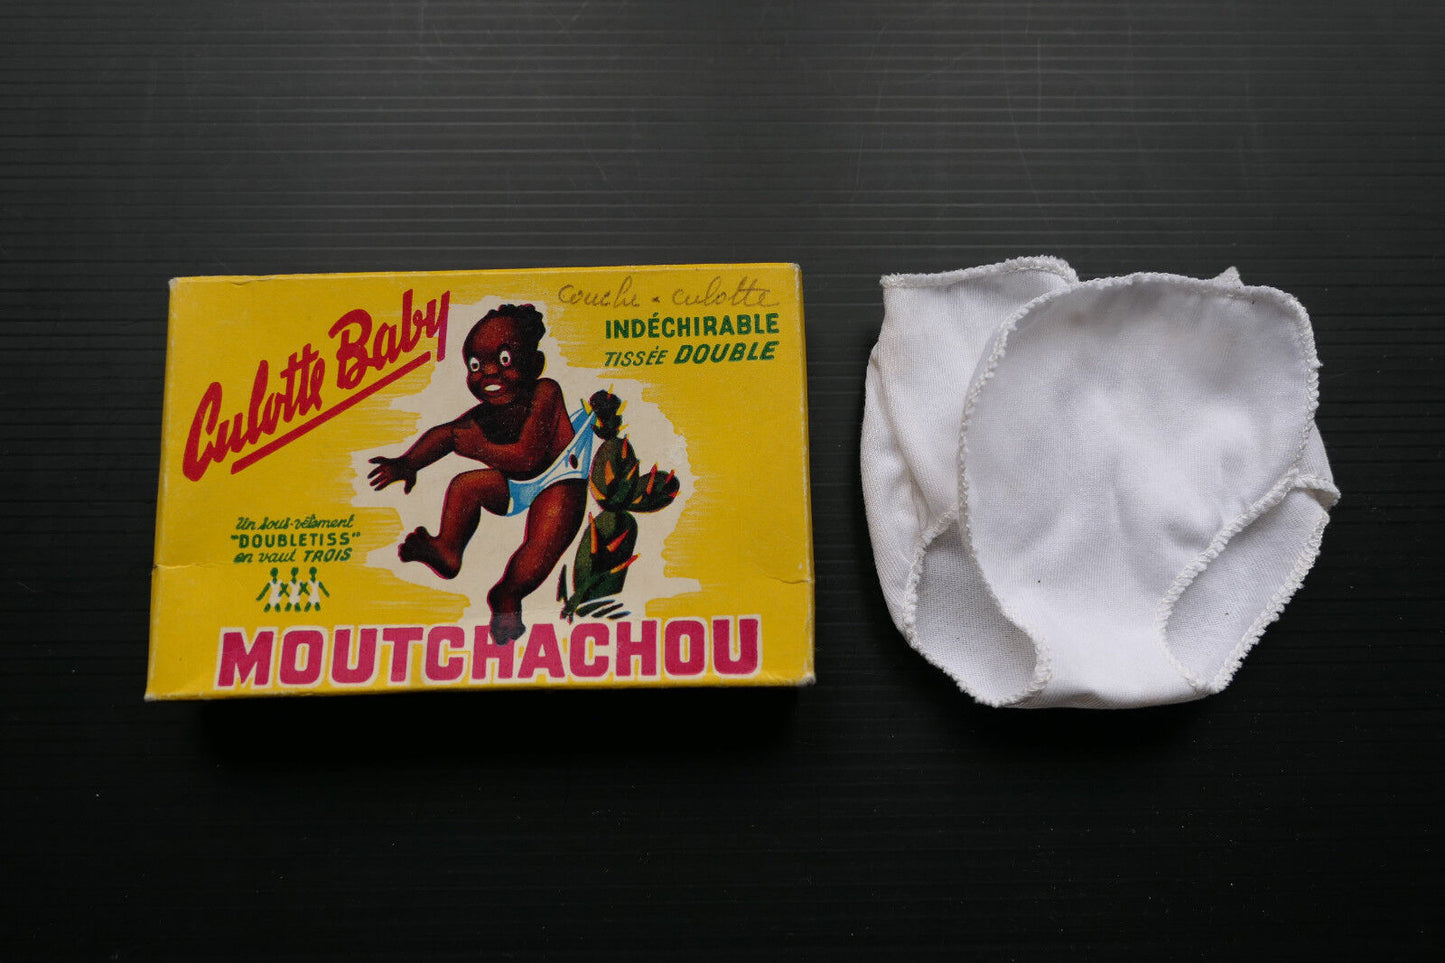 Culotte Baby
couche - culotte
INDÉCHIRABLE
TISSÉE DOUBLE
Un sous-vêtement
"DOUBLETISS"
en vaut TROIS
MOUTCHACHOU